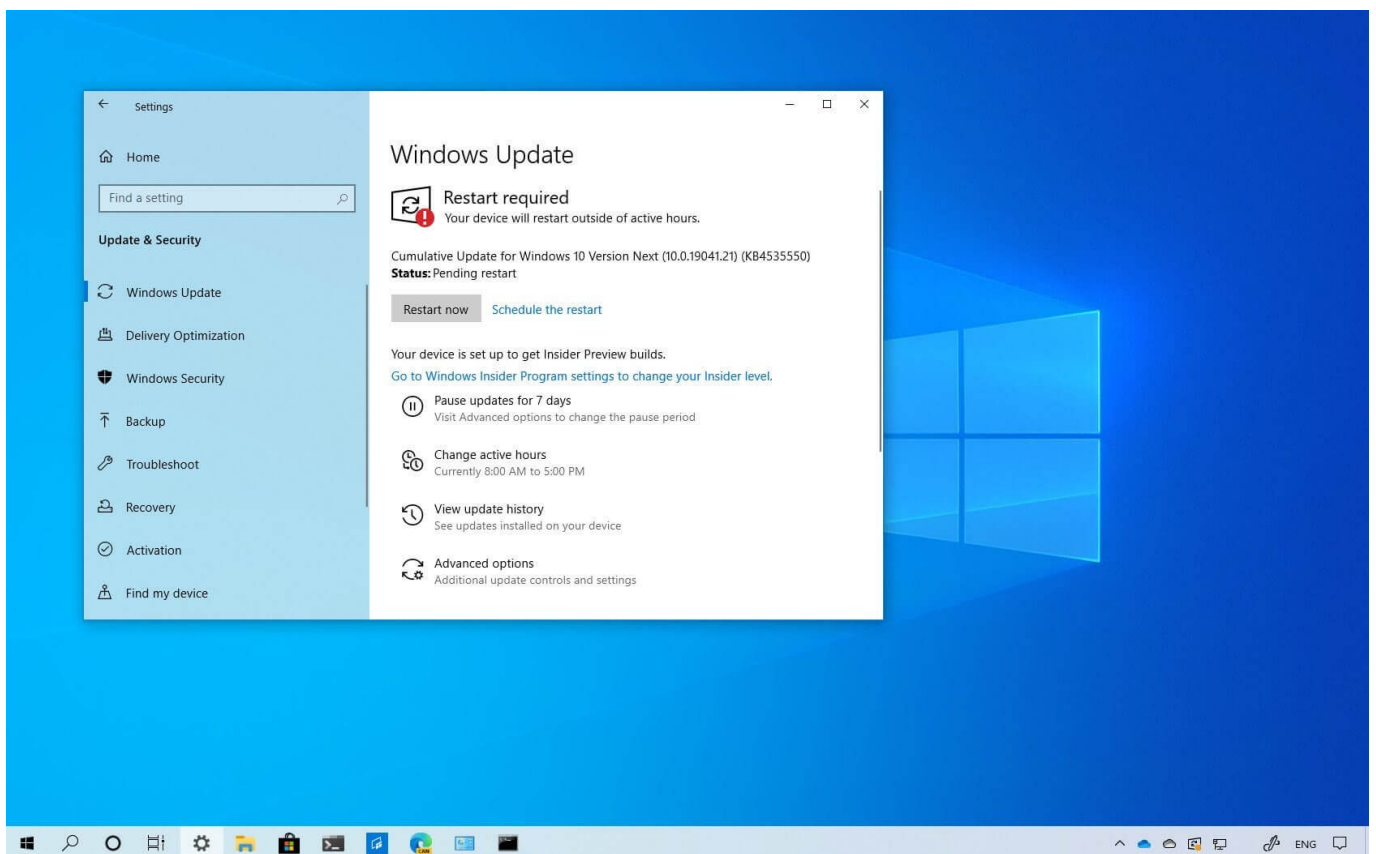 Settings
Home
Find a setting
Update & Security
Windows Update
Delivery Optimization
Windows Security
Backup
Troubleshoot
Recovery
Activation
Find my device
Windows Update
Restart required
Your device will restart outside of active hours.
Cumulative Update for Windows 10 Version Next (10.0.19041.21) (KB4535550)
Status: Pending restart
Restart now Schedule the restart
Your device is set up to get Insider Preview builds.
Go to Windows Insider Program settings to change your Insider level.
Pause updates for 7 days
Visit Advanced options to change the pause period
Change active hours
Currently 8:00 AM to 5:00 PM
View update history
See updates installed on your device
Advanced options
Additional update controls and settings
CAN
ENG